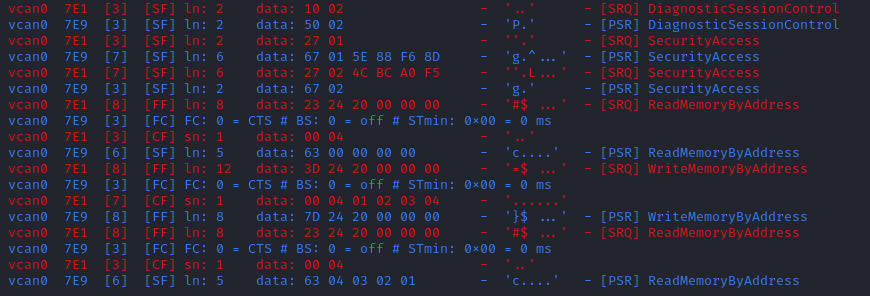 vcan0  7E1  [3]  [SF] ln: 2    data: 10 02                  -  '..'      - [SRQ] DiagnosticSessionControl
vcan0  7E9  [3]  [SF] ln: 2    data: 50 02                  -  'P.'      - [PSR] DiagnosticSessionControl
vcan0  7E1  [3]  [SF] ln: 2    data: 27 01                  -  ''.'      - [SRQ] SecurityAccess
vcan0  7E9  [7]  [SF] ln: 6    data: 67 01 5E 88 F6 8D      -  'g.^...'  - [PSR] SecurityAccess
vcan0  7E1  [7]  [SF] ln: 6    data: 27 02 4C BC A0 F5      -  ''.L...'  - [SRQ] SecurityAccess
vcan0  7E9  [3]  [SF] ln: 2    data: 67 02                  -  'g.'      - [PSR] SecurityAccess
vcan0  7E1  [8]  [FF] ln: 8    data: 23 24 20 00 00 00      -  '#$ ...'  - [SRQ] ReadMemoryByAddress
vcan0  7E9  [3]  [FC] FC: 0 = CTS # BS: 0 = off # STmin: 0×00 = 0 ms
vcan0  7E1  [3]  [CF] sn: 1    data: 00 04                  -  '..'
vcan0  7E9  [6]  [SF] ln: 5    data: 63 00 00 00 00         -  'c....'   - [PSR] ReadMemoryByAddress
vcan0  7E1  [8]  [FF] ln: 12   data: 3D 24 20 00 00 00      -  '=$ ...'  - [SRQ] WriteMemoryByAddress
vcan0  7E9  [3]  [FC] FC: 0 = CTS # BS: 0 = off # STmin: 0×00 = 0 ms
vcan0  7E1  [7]  [CF] sn: 1    data: 00 04 01 02 03 04      -  '......'
vcan0  7E9  [8]  [FF] ln: 8    data: 7D 24 20 00 00 00      -  '}$ ...'  - [PSR] WriteMemoryByAddress
vcan0  7E1  [8]  [FF] ln: 8    data: 23 24 20 00 00 00      -  '#$ ...'  - [SRQ] ReadMemoryByAddress
vcan0  7E9  [3]  [FC] FC: 0 = CTS # BS: 0 = off # STmin: 0×00 = 0 ms
vcan0  7E1  [3]  [CF] sn: 1    data: 00 04                  -  '..'
vcan0  7E9  [6]  [SF] ln: 5    data: 63 04 03 02 01         -  'c....'   - [PSR] ReadMemoryByAddress